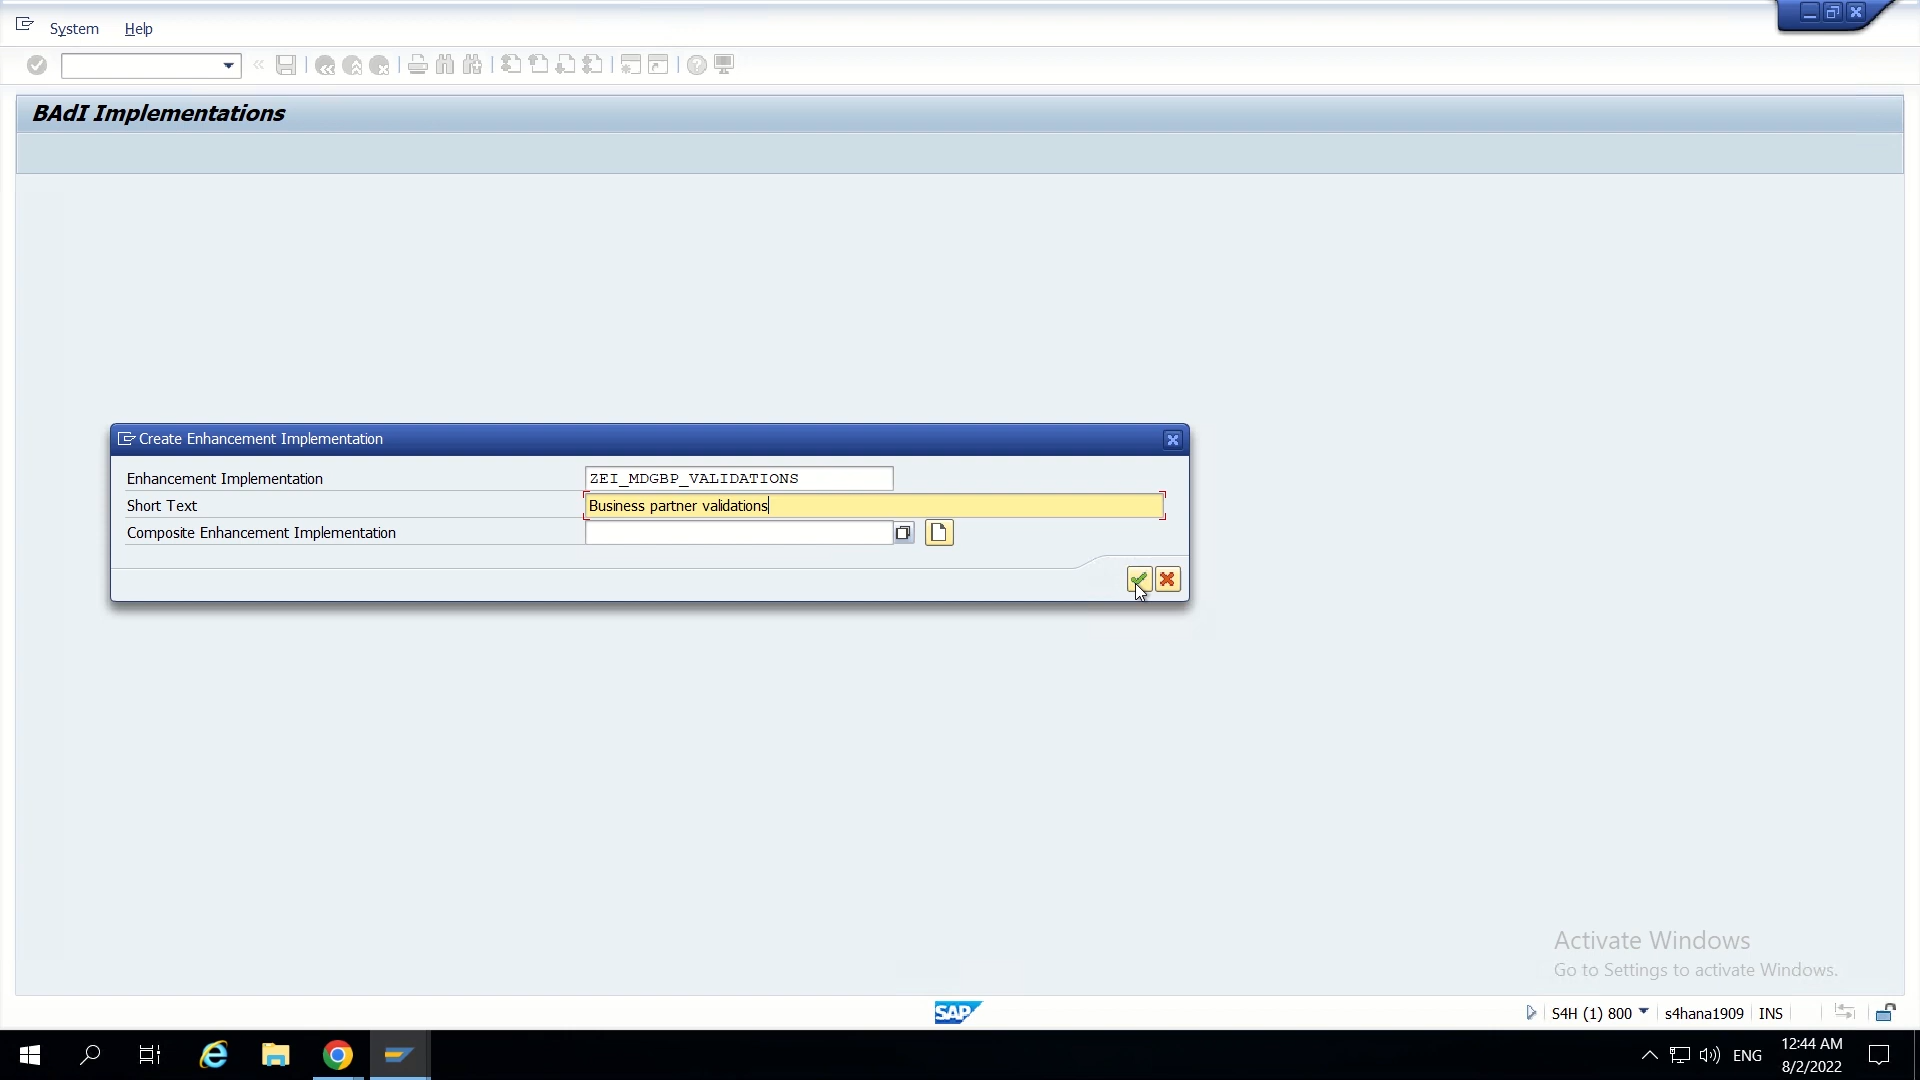 System Help
BAdI Implementations
Create Enhancement Implementation
Enhancement Implementation ZEI_MDGBP_VALIDATIONS
Short Text Business partner validations
Composite Enhancement Implementation
Activate Windows
Go to Settings to activate Windows.
SAP S4H (1) 800 s4hana1909 INS
ENG 12:44 AM
8/2/2022